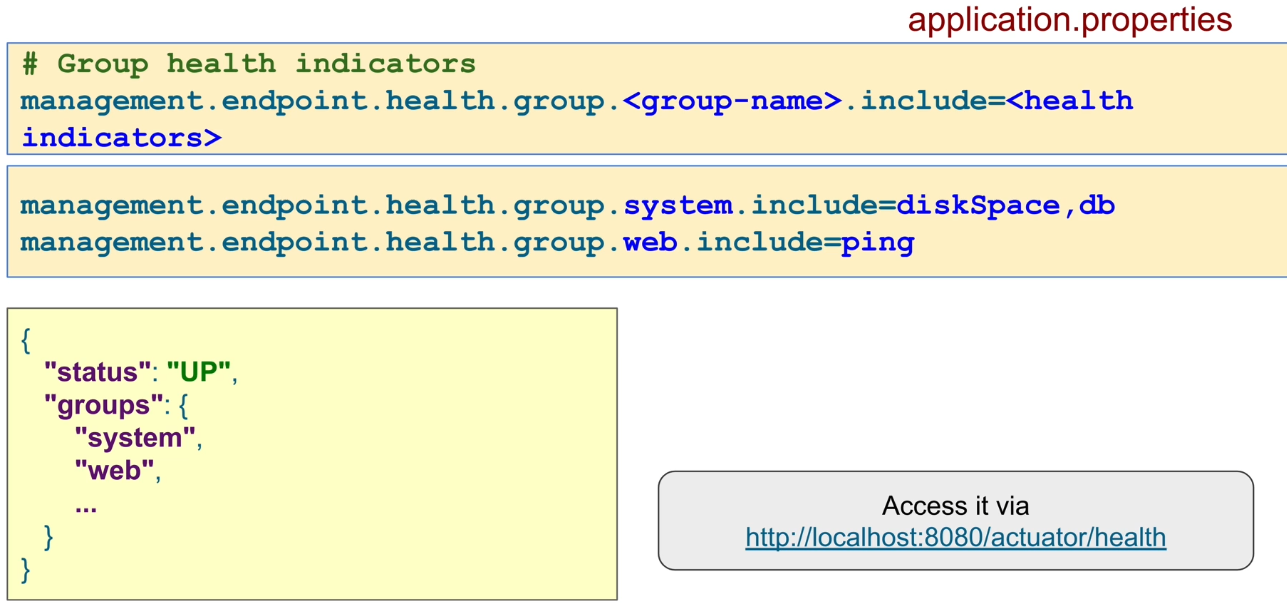 application.properties
# Group health indicators
management.endpoint.health.group.<group-name>.include=<health
indicators>
management.endpoint.health.group.system.include=diskSpace,db
management.endpoint.health.group.web.include=ping
{
"status": "UP",
"groups": {
"system",
"web",
...
}
}
Access it via
http://localhost:8080/actuator/health